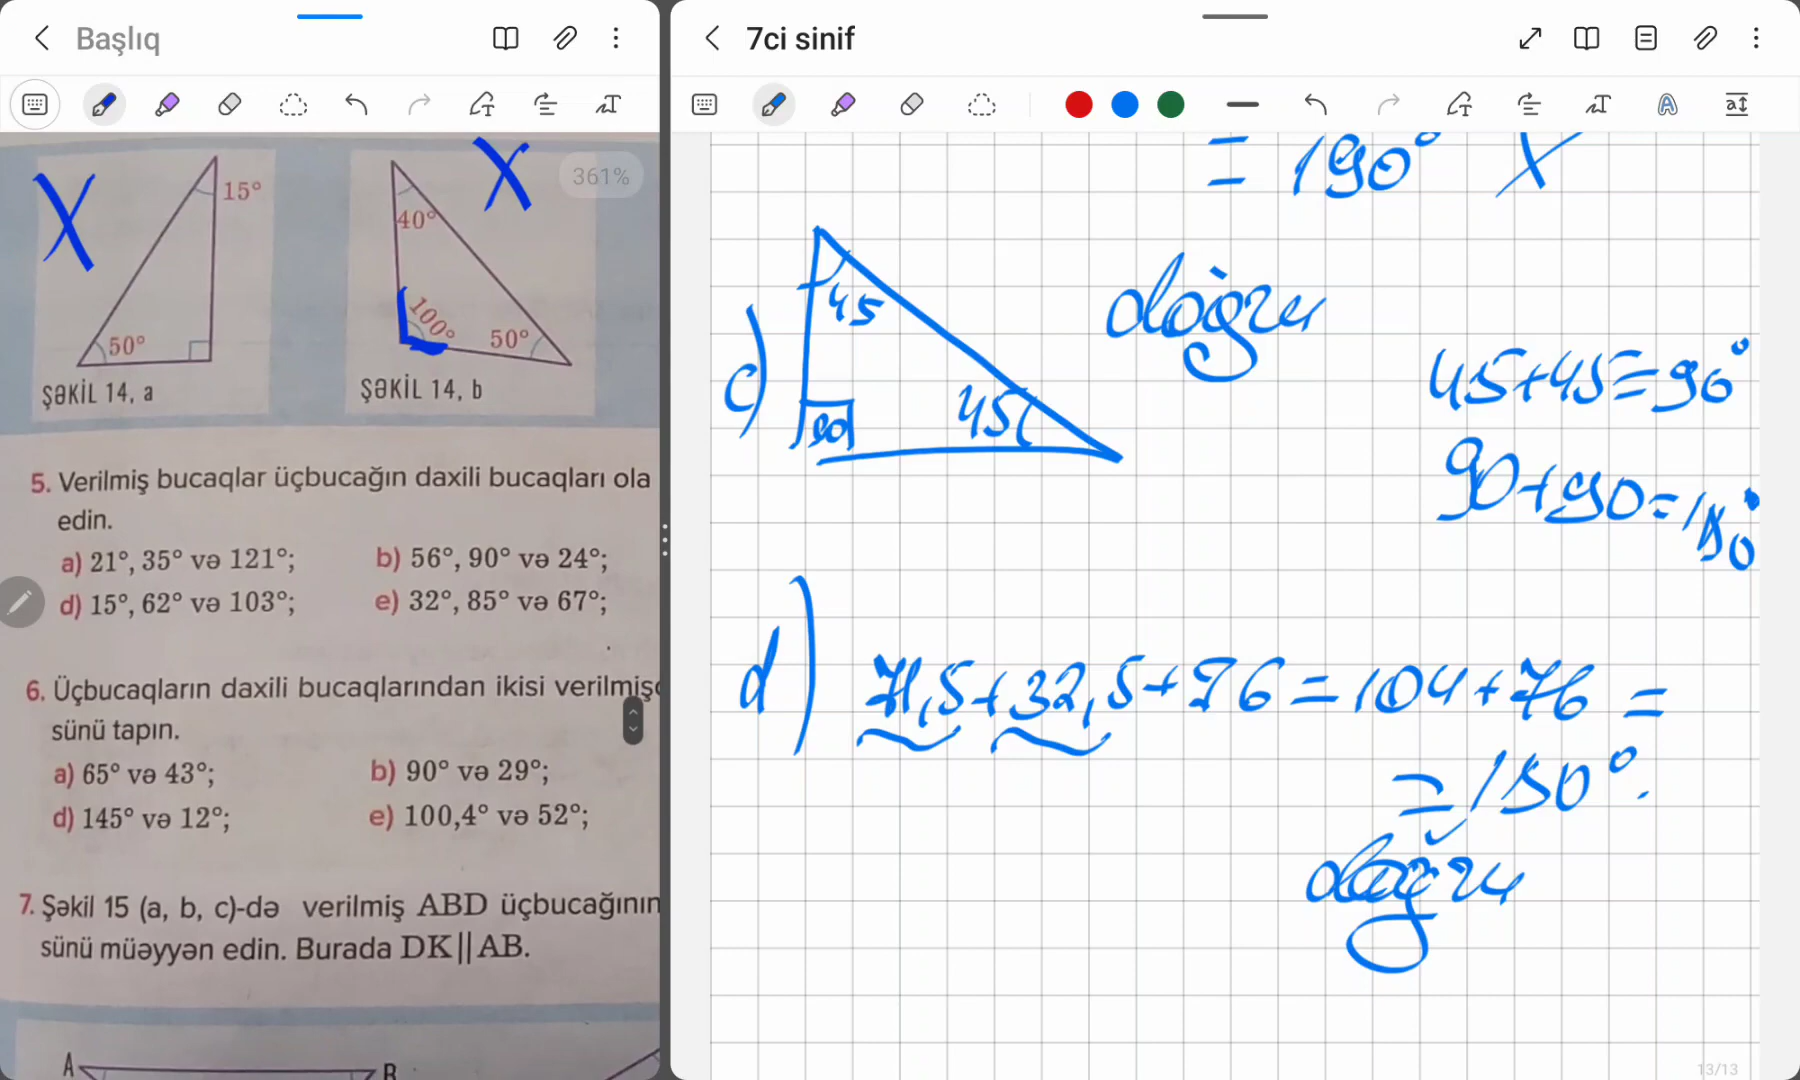 Başlıq
7ci sinif
361%
15°
50°
ŞƏKİL 14, a
40°
100°
50°
ŞƏKİL 14, b
5. Verilmiş bucaqlar üçbucağın daxili bucaqları ola
edin.
a) 21°, 35° və 121°; b) 56°, 90° və 24°;
d) 15°, 62° və 103°; e) 32°, 85° və 67°;
6. Üçbucaqların daxili bucaqlarından ikisi verilmişd
sünü tapın.
a) 65° və 43°; b) 90° və 29°;
d) 145° və 12°; e) 100,4° və 52°;
7. Şəkil 15 (a, b, c)-də verilmiş ABD üçbucağının
sünü müəyyən edin. Burada DK||AB.
A B
= 190° X
c) 45 45 90 doğru
45+45=90°
90+90=180°
d) 71,5+32,5+76=104+76=
=180°.
doğru
13/13